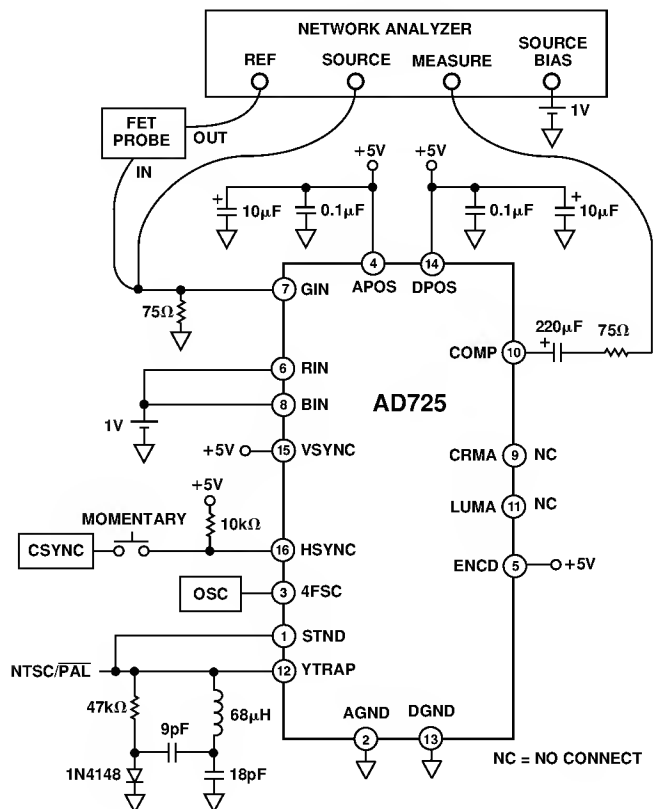 NETWORK ANALYZER
REF
SOURCE
MEASURE
SOURCE
BIAS
1V
FET
PROBE
OUT
IN
+5V
+5V
+
10µF
0.1µF
0.1µF
+
10µF
4
14
APOS
DPOS
7
GIN
75Ω
220µF
+
75Ω
COMP
10
6
RIN
8
BIN
AD725
1V
+5V
15
VSYNC
CRMA
9
NC
+5V
10kΩ
LUMA
11
NC
MOMENTARY
CSYNC
16
HSYNC
ENCD
5
+5V
OSC
3
4FSC
1
STND
NTSC/PAL
12
YTRAP
47kΩ
68µH
9pF
AGND
DGND
2
13
1N4148
18pF
NC = NO CONNECT